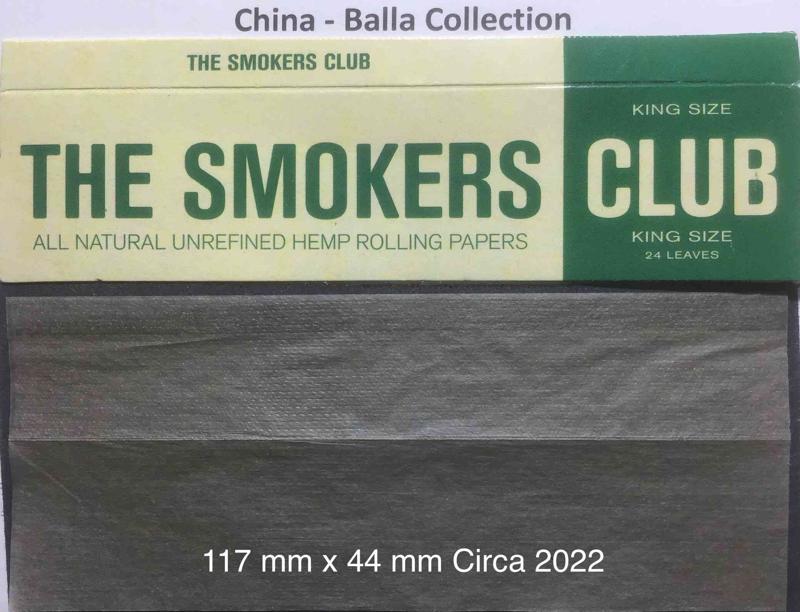 China - Balla Collection
THE SMOKERS CLUB
KING SIZE
THE SMOKERS CLUB
ALL NATURAL UNREFINED HEMP ROLLING PAPERS
KING SIZE
24 LEAVES
117 mm x 44 mm Circa 2022